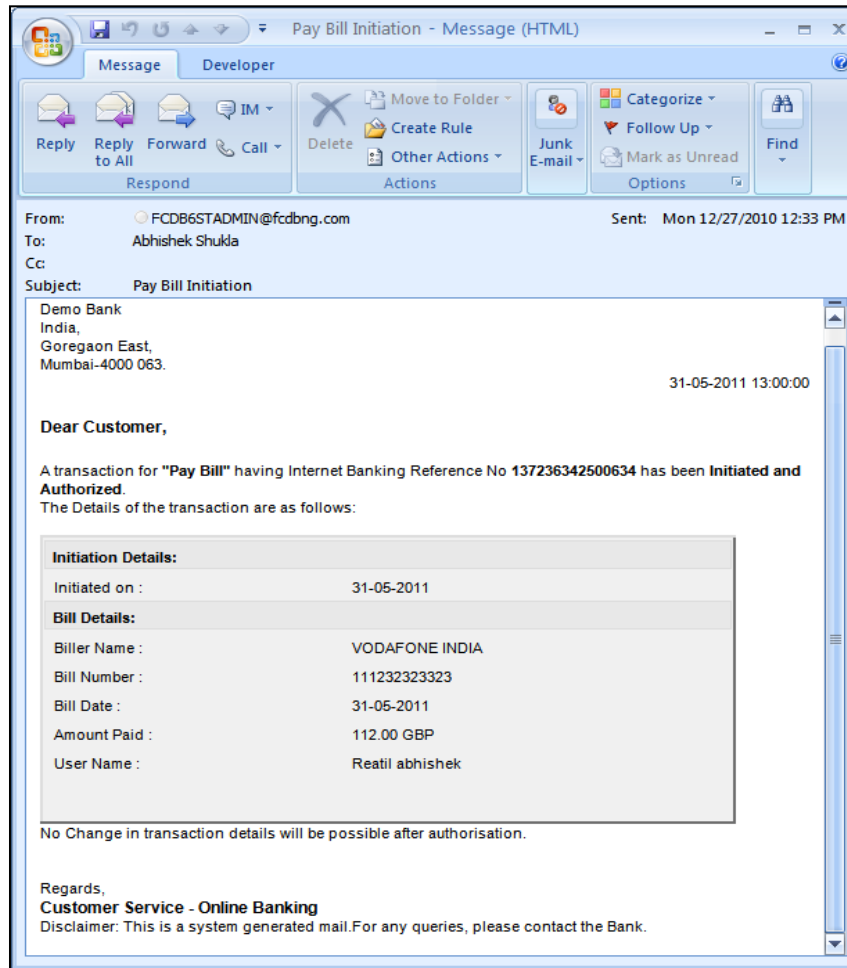 Pay Bill Initiation - Message (HTML)
Message Developer
Reply
Reply to All
Forward
IM
Call
Respond
Delete
Move to Folder
Create Rule
Other Actions
Actions
Junk E-mail
Categorize
Follow Up
Mark as Unread
Options
Find
From: FCDB6STADMIN@fcdbng.com Sent: Mon 12/27/2010 12:33 PM
To: Abhishek Shukla
Cc:
Subject: Pay Bill Initiation
Demo Bank
India,
Goregaon East,
Mumbai-4000 063.
31-05-2011 13:00:00
Dear Customer,
A transaction for "Pay Bill" having Internet Banking Reference No 137236342500634 has been Initiated and
Authorized.
The Details of the transaction are as follows:
Initiation Details:
Initiated on : 31-05-2011
Bill Details:
Biller Name : VODAFONE INDIA
Bill Number : 111232323323
Bill Date : 31-05-2011
Amount Paid : 112.00 GBP
User Name : Reatil abhishek
No Change in transaction details will be possible after authorisation.
Regards,
Customer Service - Online Banking
Disclaimer: This is a system generated mail.For any queries, please contact the Bank.